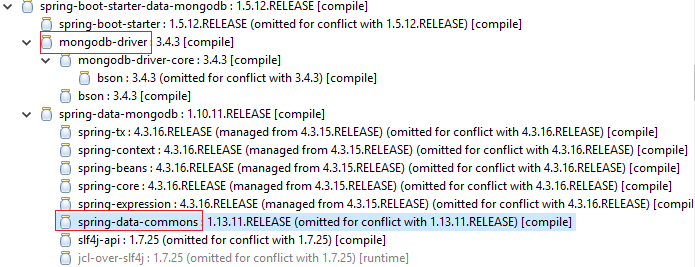 spring-boot-starter-data-mongodb : 1.5.12.RELEASE [compile]
spring-boot-starter : 1.5.12.RELEASE (omitted for conflict with 1.5.12.RELEASE) [compile]
mongodb-driver : 3.4.3 [compile]
mongodb-driver-core : 3.4.3 [compile]
bson : 3.4.3 (omitted for conflict with 3.4.3) [compile]
bson : 3.4.3 [compile]
spring-data-mongodb : 1.10.11.RELEASE [compile]
spring-tx : 4.3.16.RELEASE (managed from 4.3.15.RELEASE) (omitted for conflict with 4.3.16.RELEASE) [compile]
spring-context : 4.3.16.RELEASE (managed from 4.3.15.RELEASE) (omitted for conflict with 4.3.16.RELEASE) [compile]
spring-beans : 4.3.16.RELEASE (managed from 4.3.15.RELEASE) (omitted for conflict with 4.3.16.RELEASE) [compile]
spring-core : 4.3.16.RELEASE (managed from 4.3.15.RELEASE) (omitted for conflict with 4.3.16.RELEASE) [compile]
spring-expression : 4.3.16.RELEASE (managed from 4.3.15.RELEASE) (omitted for conflict with 4.3.16.RELEASE) [compile]
spring-data-commons : 1.13.11.RELEASE (omitted for conflict with 1.13.11.RELEASE) [compile]
slf4j-api : 1.7.25 (omitted for conflict with 1.7.25) [compile]
jcl-over-slf4j : 1.7.25 (omitted for conflict with 1.7.25) [runtime]